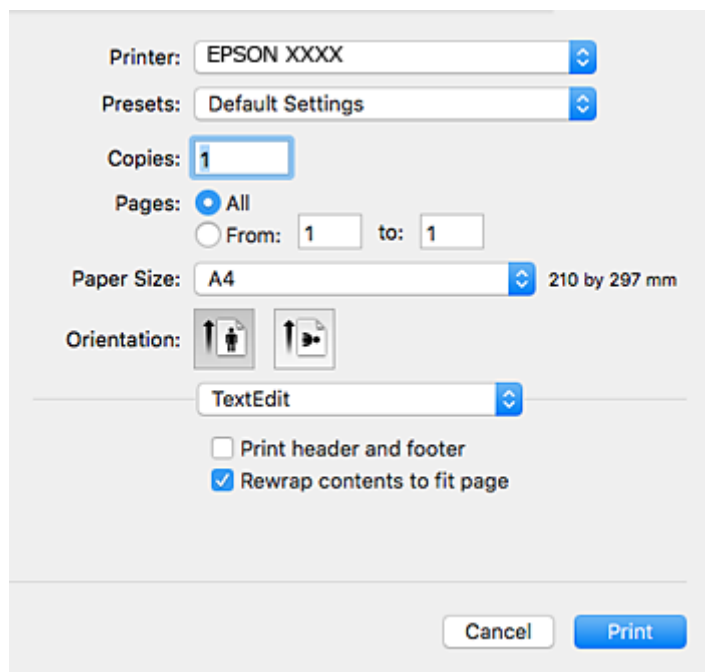 Printer: EPSON XXXX
Presets: Default Settings
Copies: 1
Pages: All
From: 1 to: 1
Paper Size: A4 210 by 297 mm
Orientation:
TextEdit
Print header and footer
Rewrap contents to fit page
Cancel Print